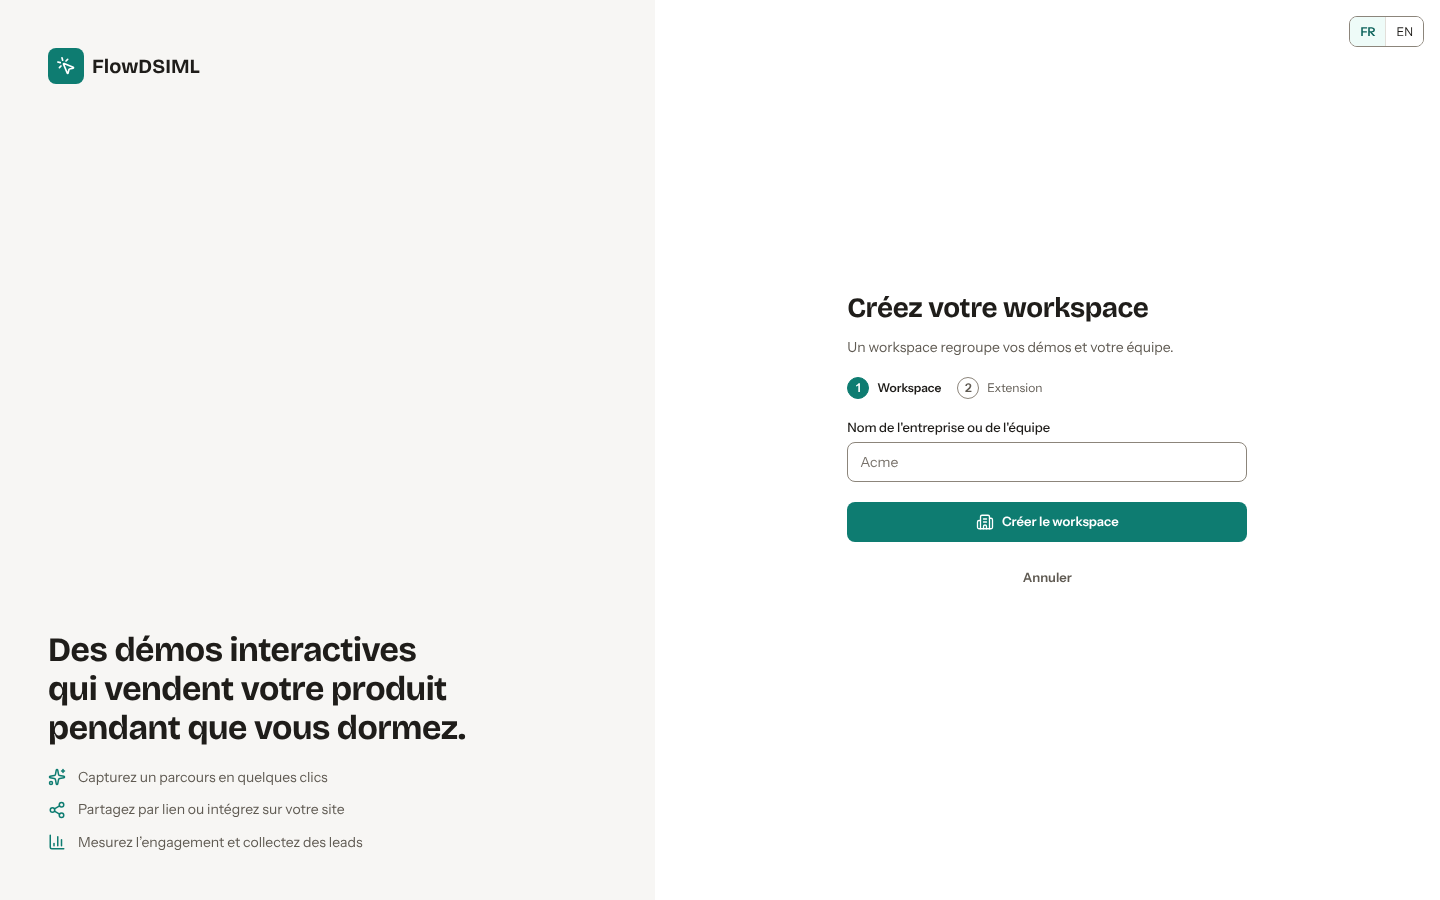 FlowDSIML
Des démos interactives
qui vendent votre produit
pendant que vous dormez.
Capturez un parcours en quelques clics
Partagez par lien ou intégrez sur votre site
Mesurez l’engagement et collectez des leads
FR EN
Créez votre workspace
Un workspace regroupe vos démos et votre équipe.
1 Workspace 2 Extension
Nom de l'entreprise ou de l'équipe
Acme
Créer le workspace
Annuler